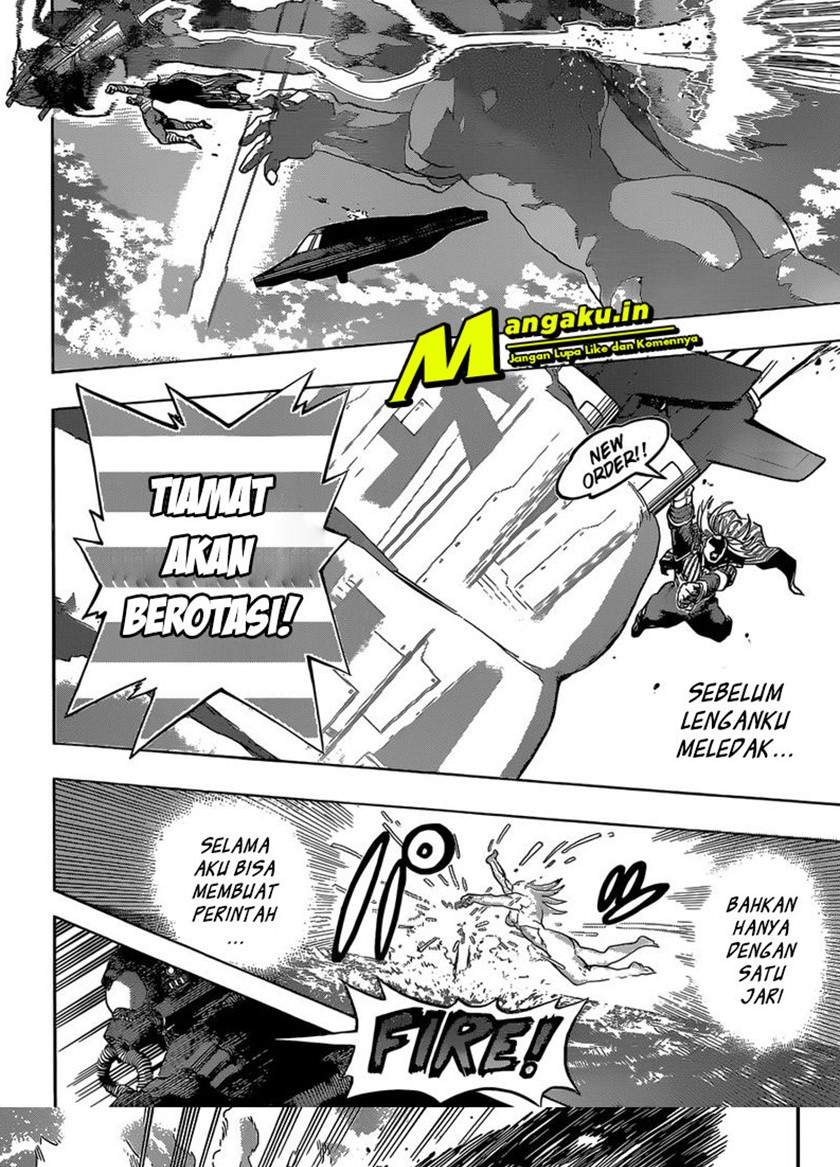 Mangaku.in
Jangan Lupa Like dan Komennya
NEW
ORDER!!
TIAMAT
AKAN
BEROTASI!
SEBELUM
LENGANKU
MELEDAK...
SELAMA
AKU BISA
MEMBUAT
PERINTAH
...
BAHKAN
HANYA
DENGAN
SATU
JARI
FIRE!